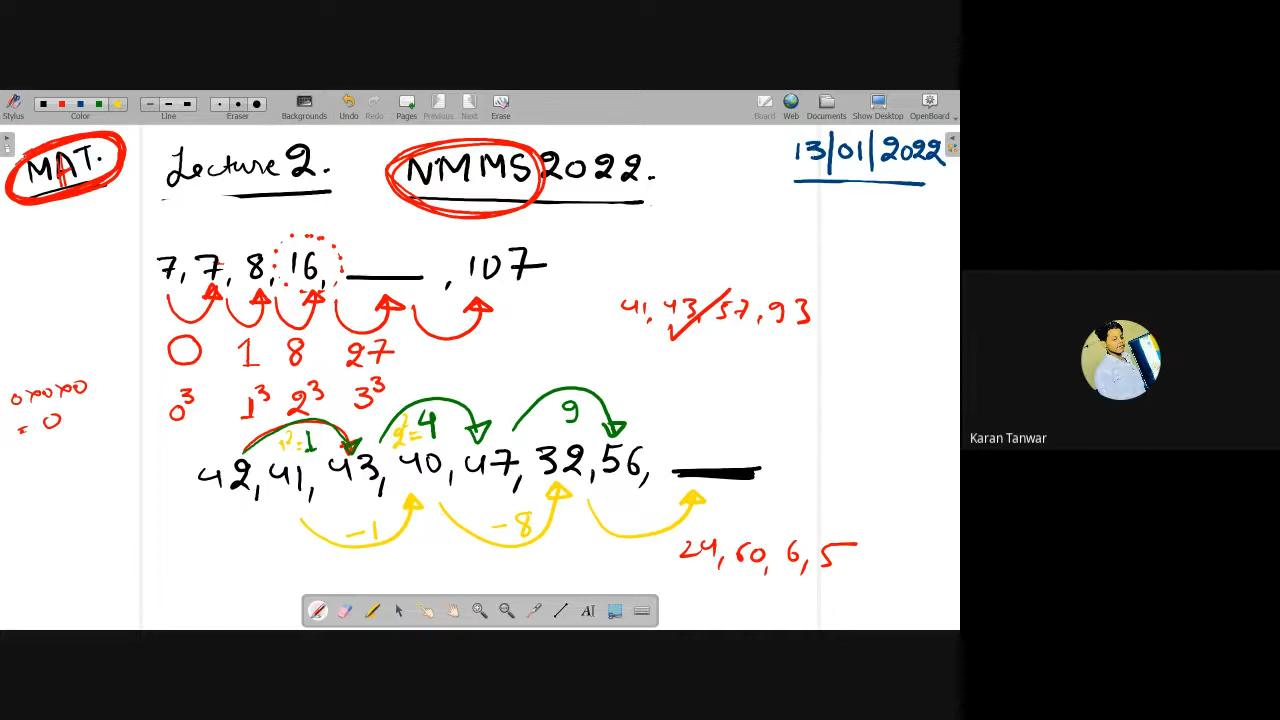 Stylus
Color
Line
Eraser
Backgrounds
Undo
Redo
Pages
Previous
Next
Erase
Board
Web
Documents
Show Desktop
OpenBoard
MAT.
Lecture 2.
NMMS 2022.
13/01/2022
7, 7, 8, 16, ____ , 107
41, 43, 57, 93
0 1 8 27
0³ 1³ 2³ 3³
0×0×0
= 0
1²=1 2²=4 9
42, 41, 43, 40, 47, 32, 56, ____
-1 -8
24, 60, 6, 5
Karan Tanwar